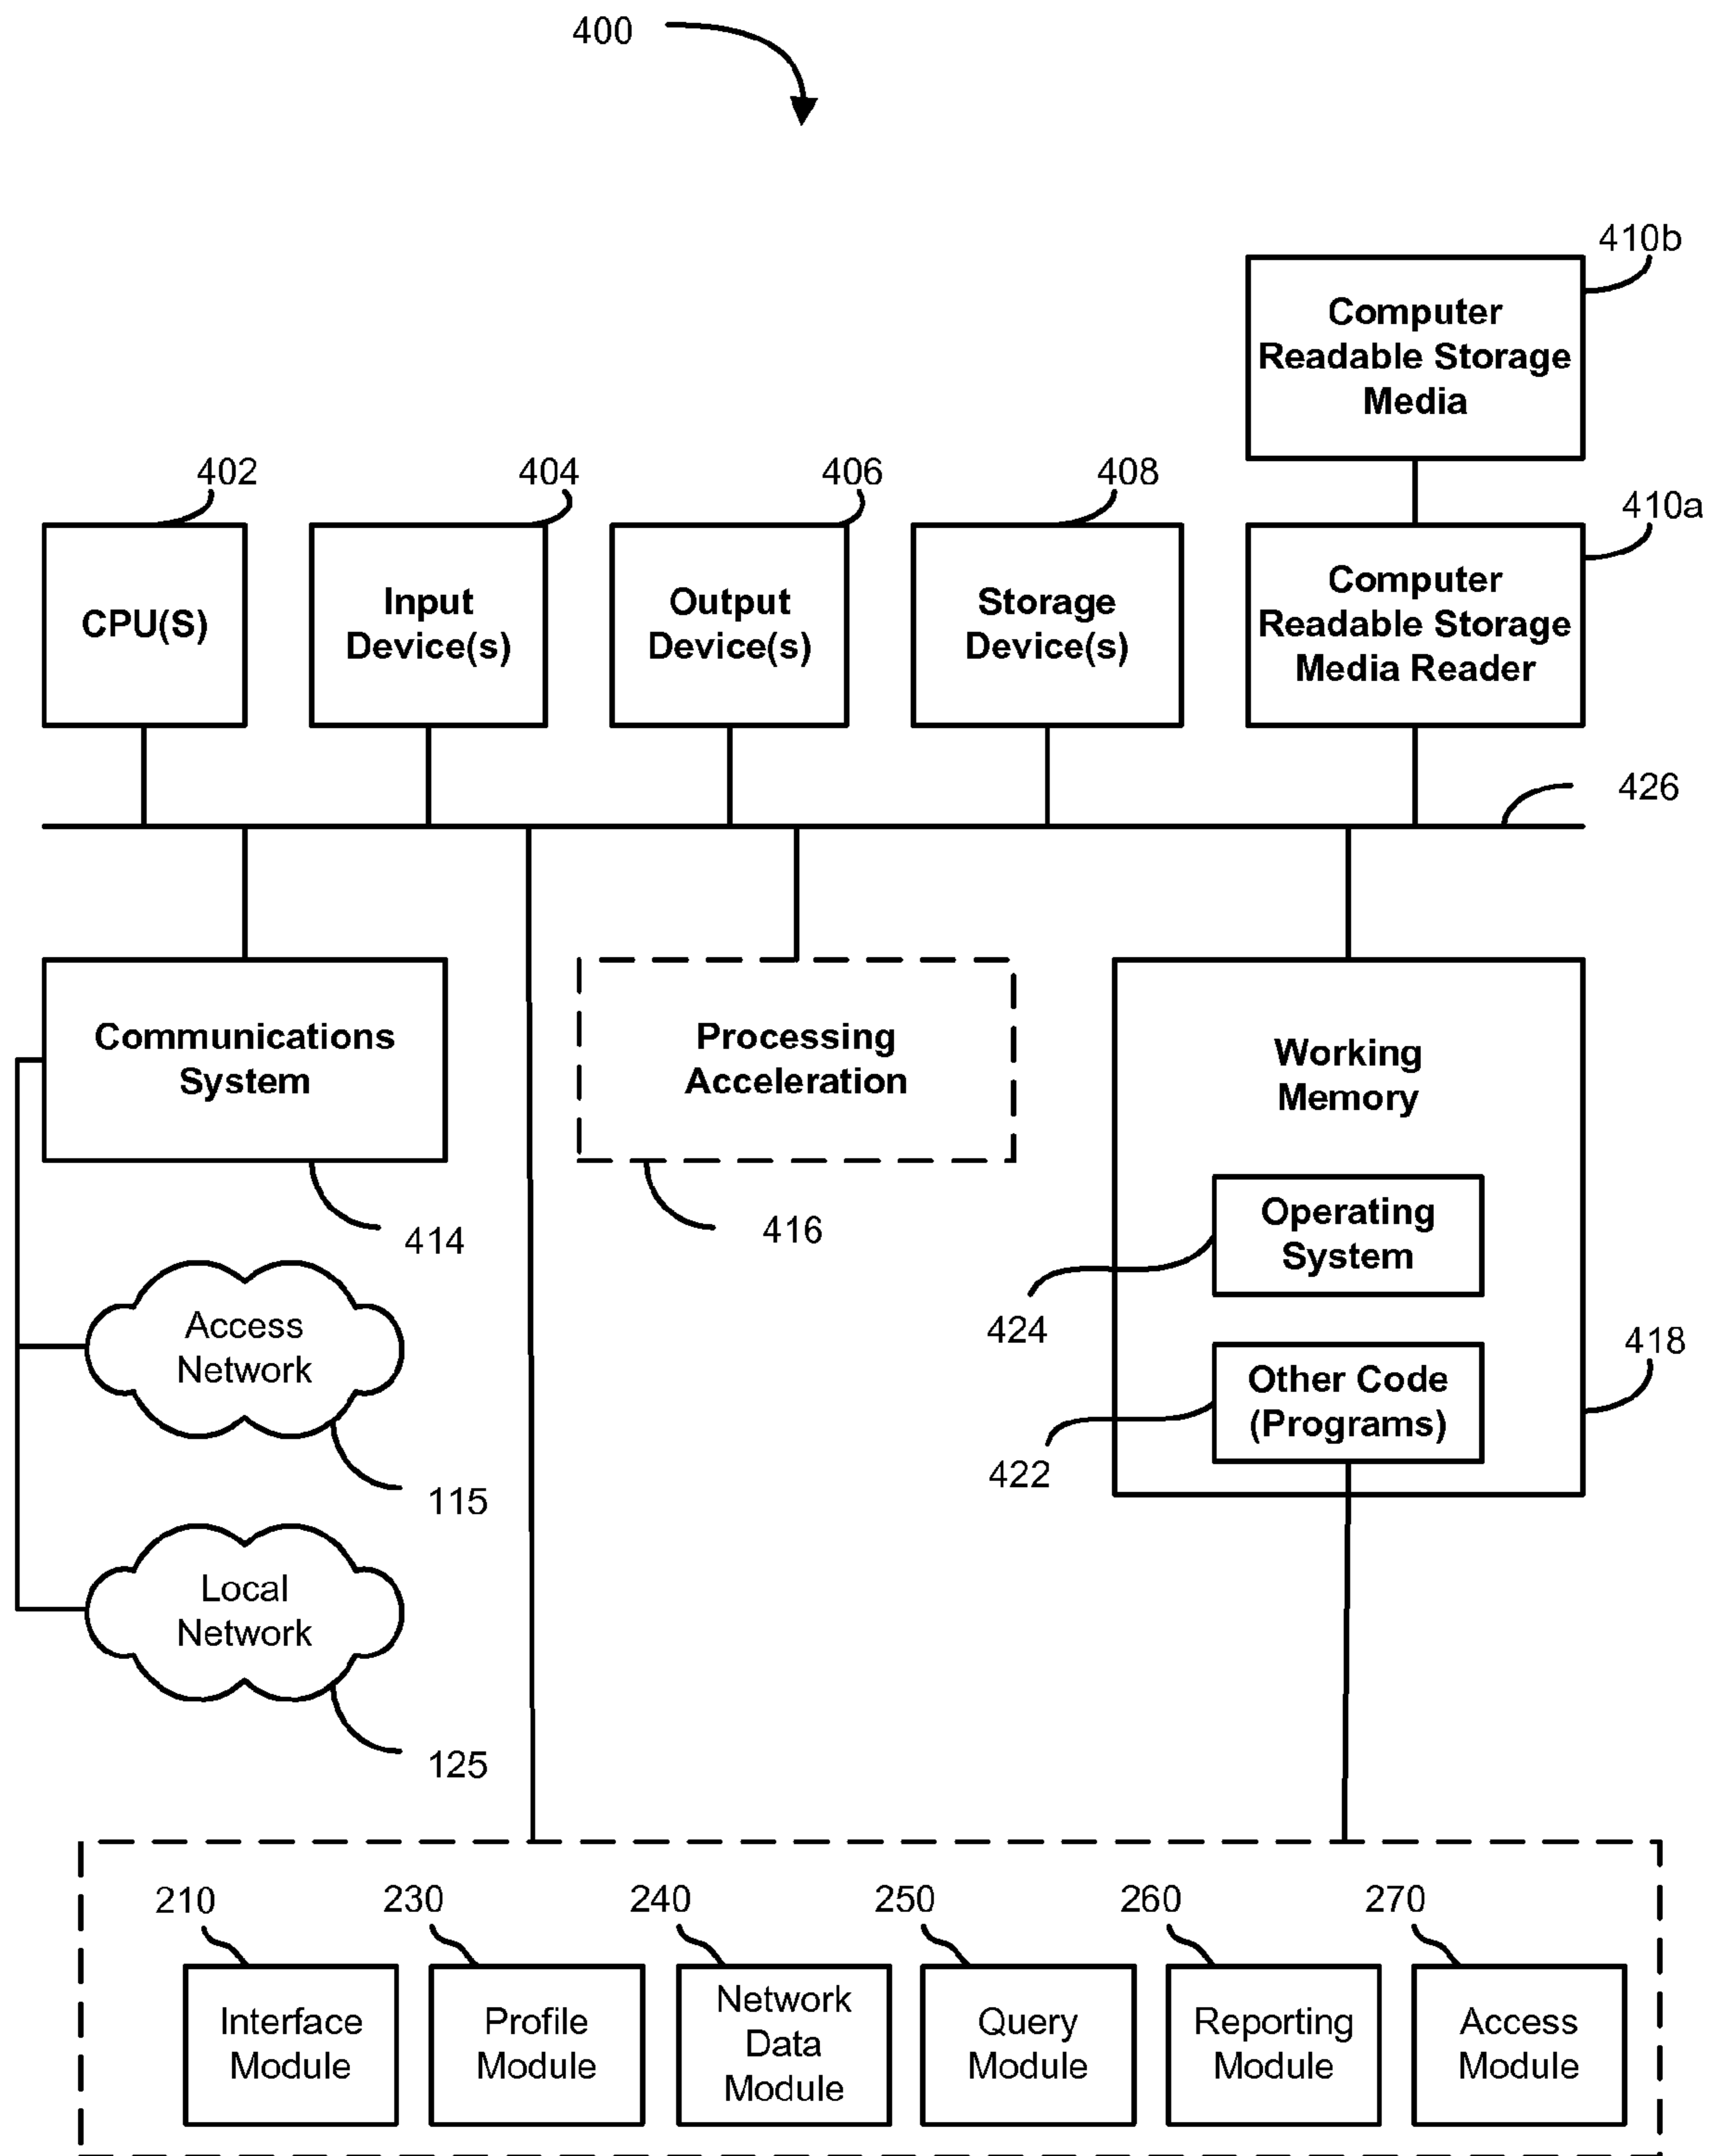 400
410b
Computer
Readable Storage
Media
402
404
406
408
410a
CPU(S)
Input
Device(s)
Output
Device(s)
Storage
Device(s)
Computer
Readable Storage
Media Reader
426
Communications
System
Processing
Acceleration
Working
Memory
414
416
Operating
System
424
Access
Network
418
Other Code
(Programs)
422
115
Local
Network
125
210
230
240
250
260
270
Interface
Module
Profile
Module
Network
Data
Module
Query
Module
Reporting
Module
Access
Module